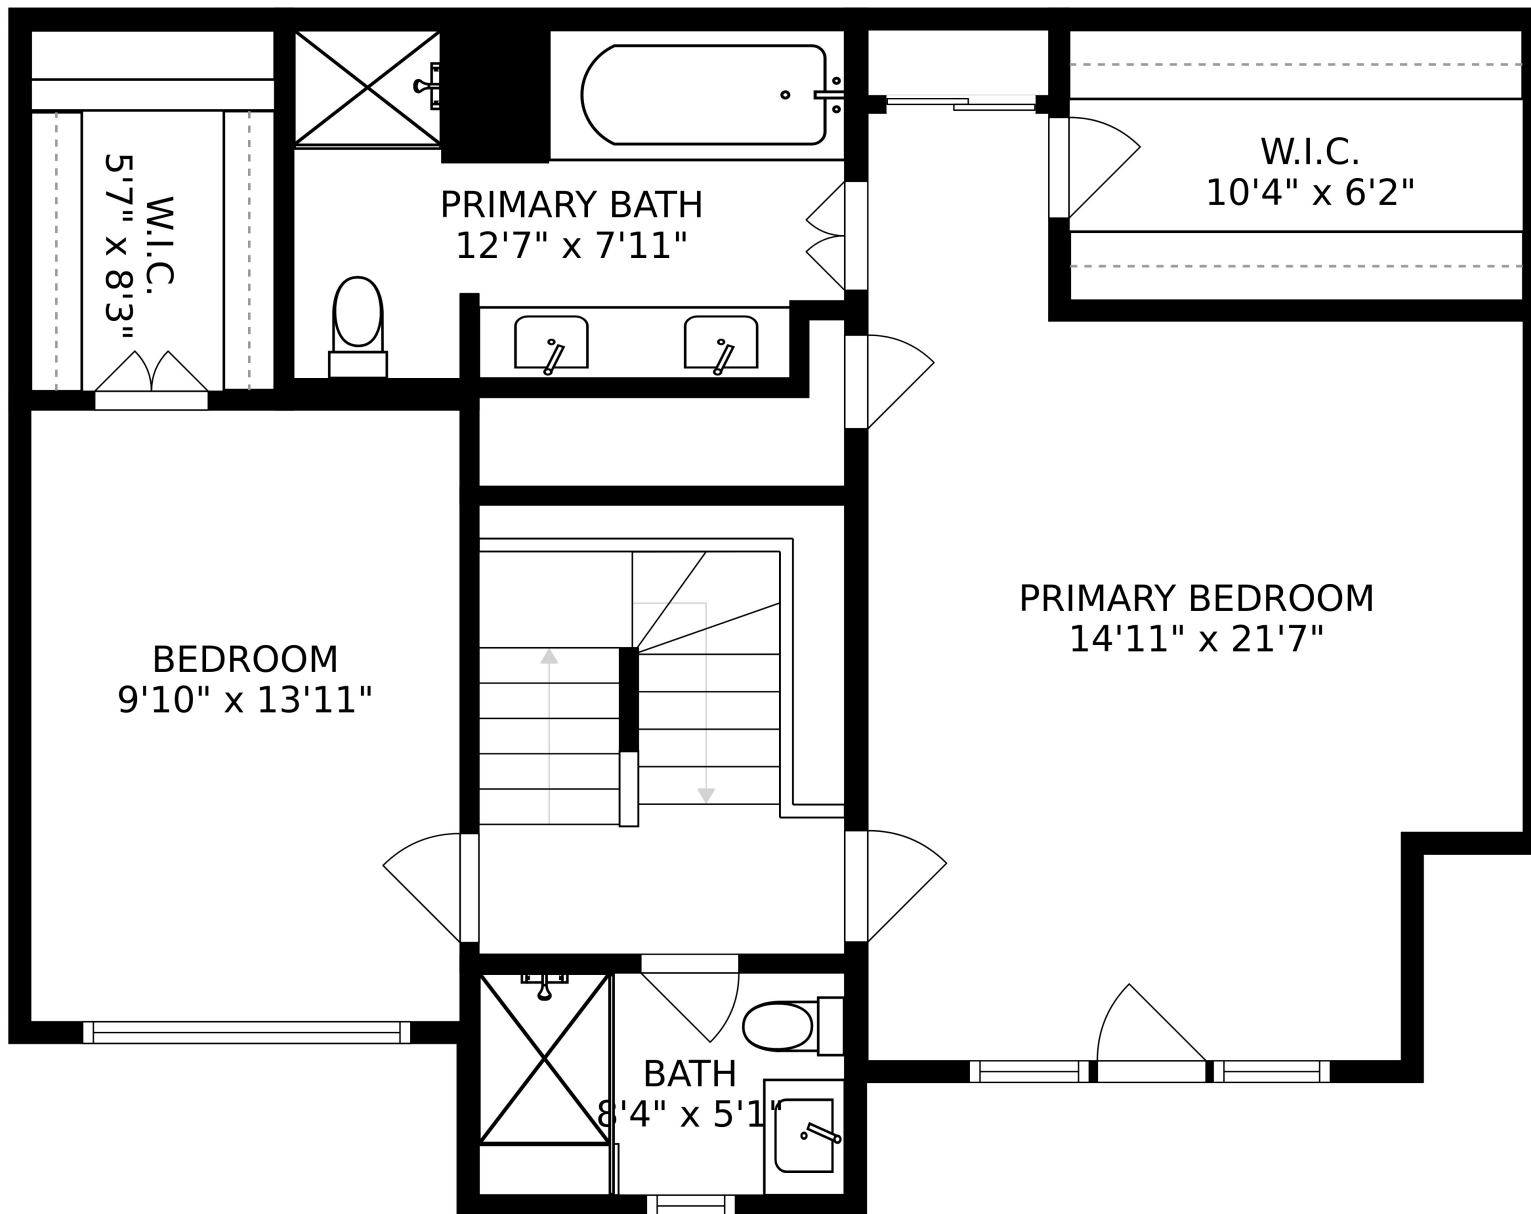 W.I.C.
5'7" x 8'3"
PRIMARY BATH
12'7" x 7'11"
W.I.C.
10'4" x 6'2"
PRIMARY BEDROOM
14'11" x 21'7"
BEDROOM
9'10" x 13'11"
BATH
8'4" x 5'1"